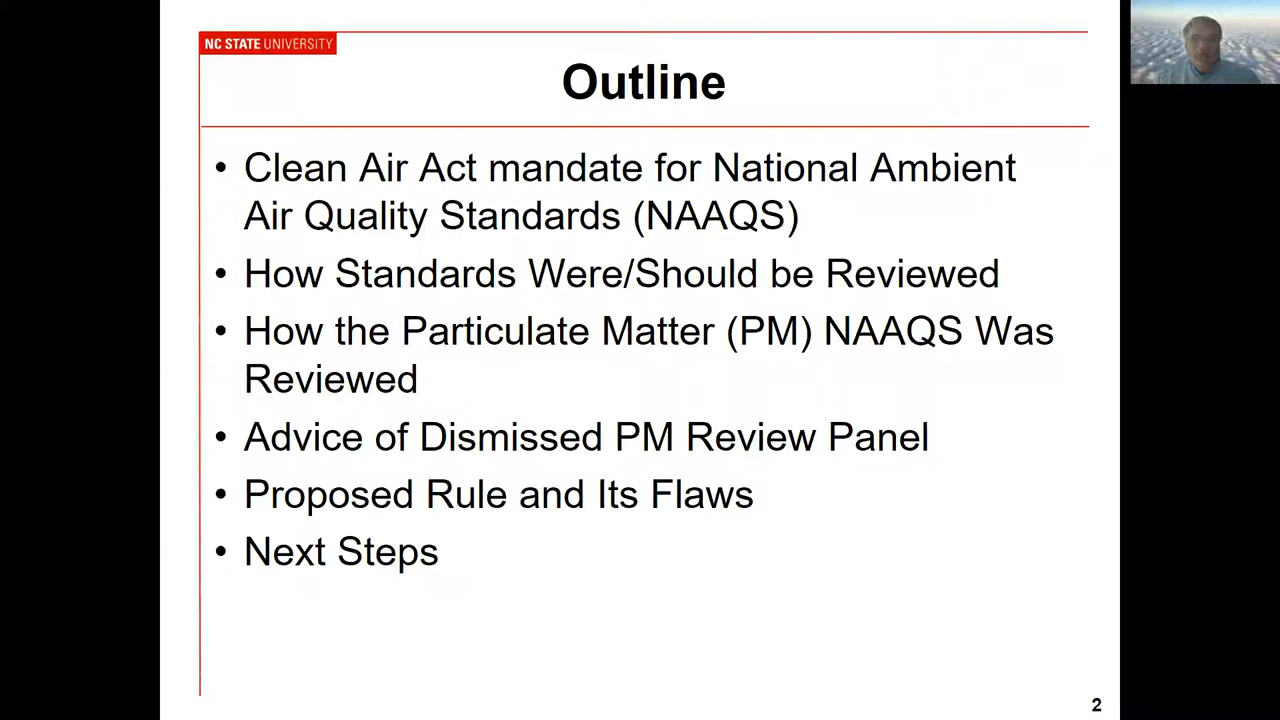 NC STATE UNIVERSITY
Outline
• Clean Air Act mandate for National Ambient
Air Quality Standards (NAAQS)
• How Standards Were/Should be Reviewed
• How the Particulate Matter (PM) NAAQS Was
Reviewed
• Advice of Dismissed PM Review Panel
• Proposed Rule and Its Flaws
• Next Steps
2